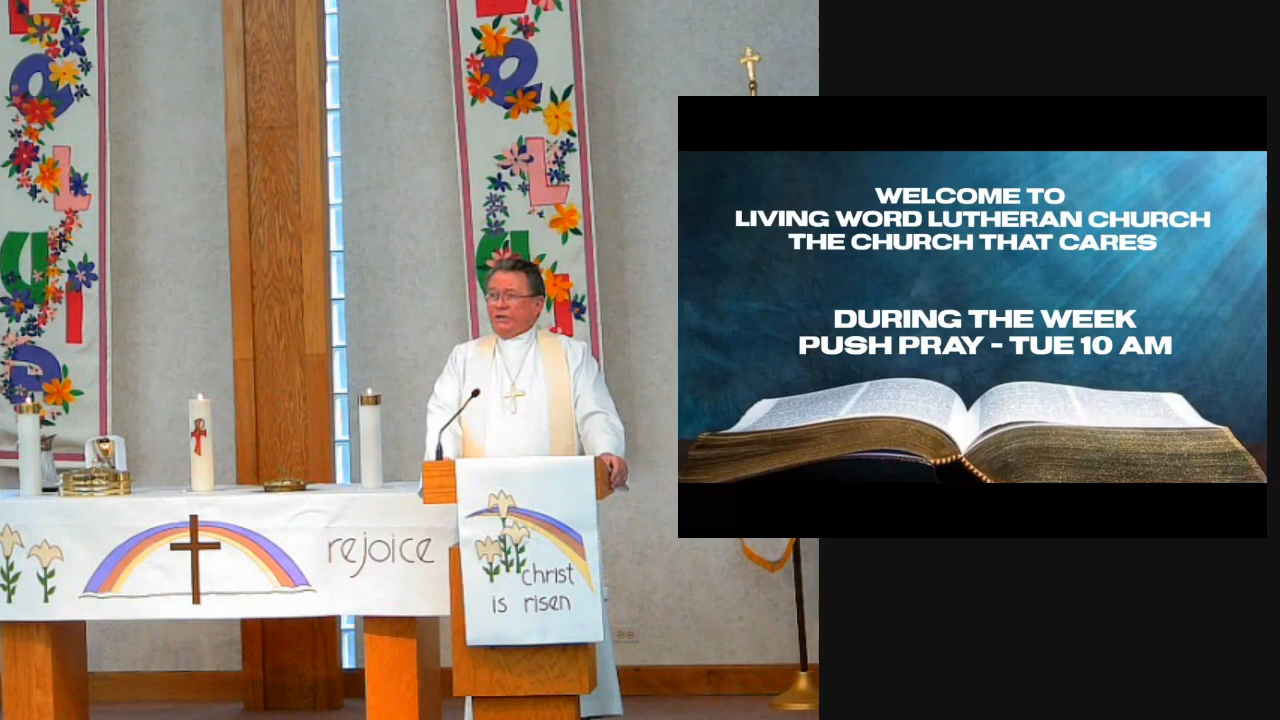 WELCOME TO
LIVING WORD LUTHERAN CHURCH
THE CHURCH THAT CARES
DURING THE WEEK
PUSH PRAY - TUE 10 AM
rejoice
christ
is risen